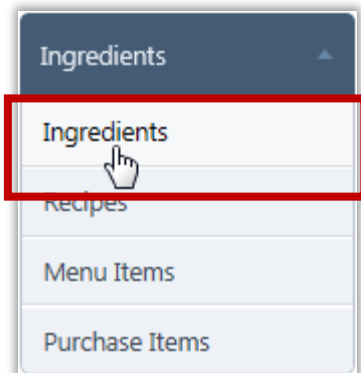 Ingredients
Ingredients
Recipes
Menu Items
Purchase Items